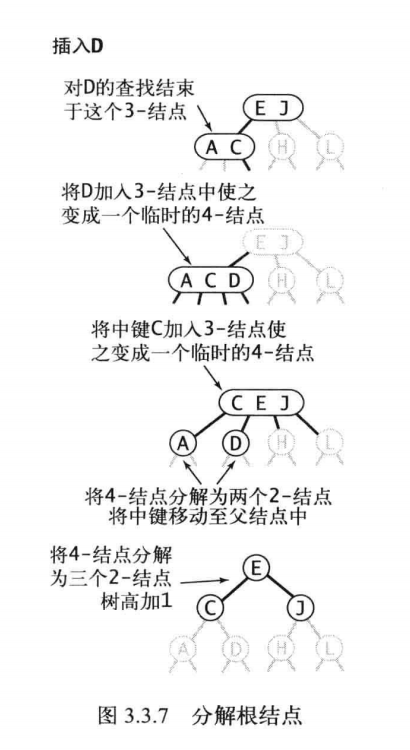 插入D
对D的查找结束
于这个3-结点
E J
A C
H
L
将D加入3-结点中使之
变成一个临时的4-结点
E J
A C D
H
L
将中键C加入3-结点使
之变成一个临时的4-结点
C E J
A
D
H
L
将4-结点分解为两个2-结点
将中键移动至父结点中
将4-结点分解
为三个2-结点
树高加1
E
C
J
A
D
H
L
图 3.3.7 分解根结点